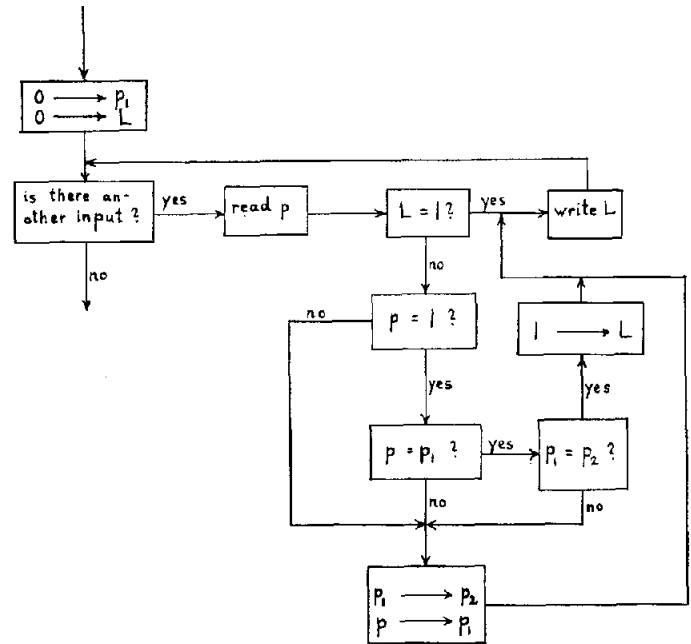 0 → p₁
0 → L
is there an-
other input ?
yes
read p
L = 1 ?
yes
write L
no
no
p = 1 ?
no
1 → L
yes
yes
p = p₁ ?
yes
p₁ = p₂ ?
no
no
p₁ → p₂
p → p₁